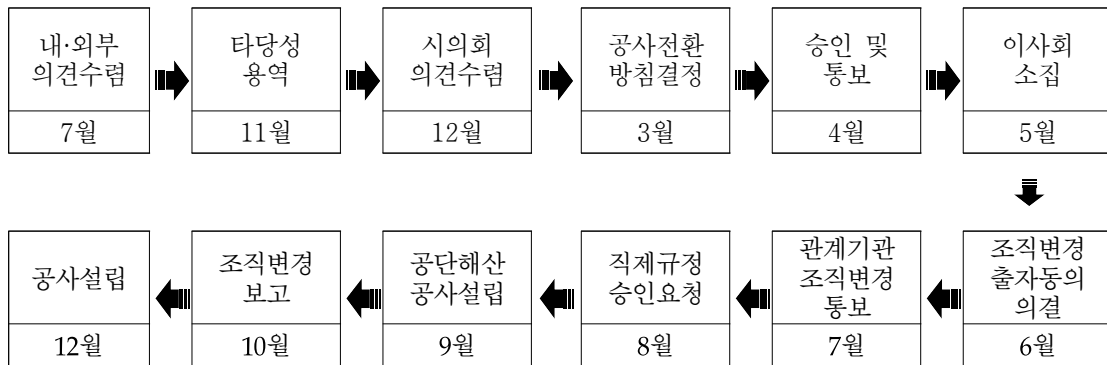 내·외부
의견수렴
7월
타당성
용역
11월
시의회
의견수렴
12월
공사전환
방침결정
3월
승인 및
통보
4월
이사회
소집
5월
조직변경
출자동의
의결
6월
관계기관
조직변경
통보
7월
직제규정
승인요청
8월
공단해산
공사설립
9월
조직변경
보고
10월
공사설립
12월